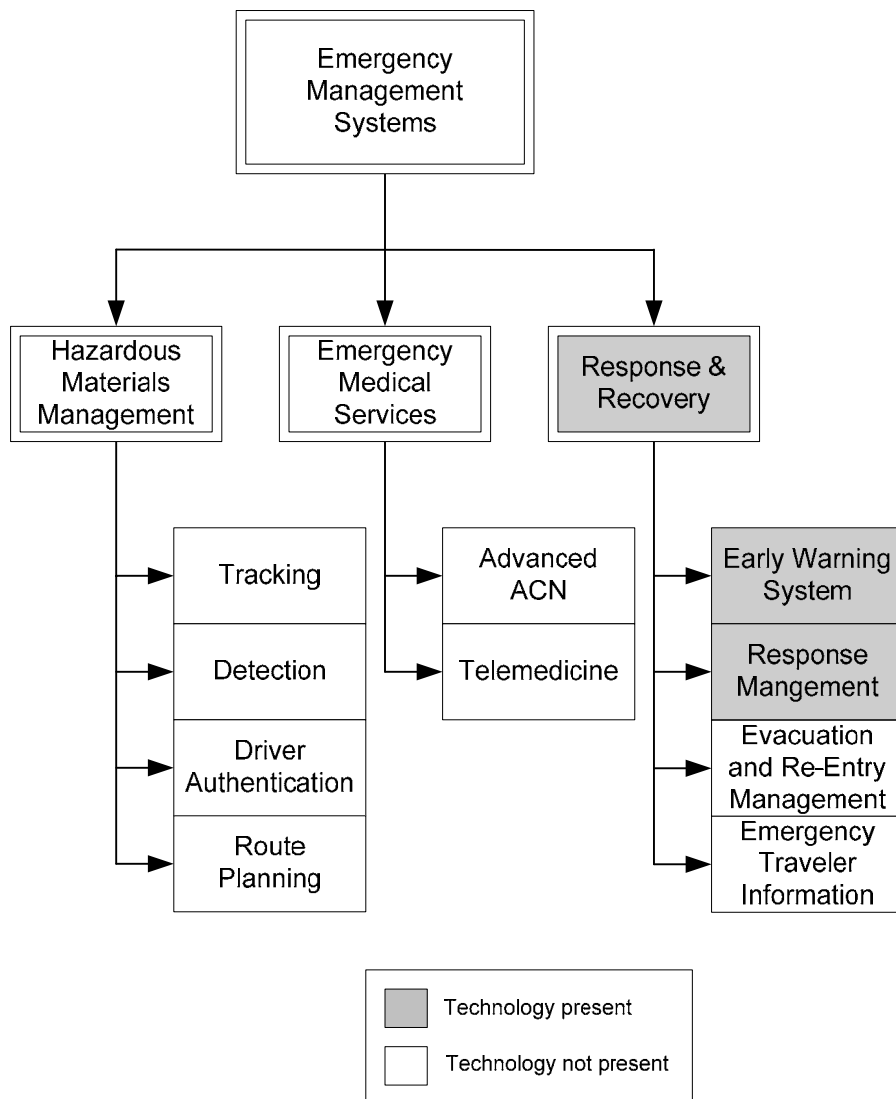 Emergency
Management
Systems
Hazardous
Materials
Management
Emergency
Medical
Services
Response &
Recovery
Tracking
Detection
Driver
Authentication
Route
Planning
Advanced
ACN
Telemedicine
Early Warning
System
Response
Mangement
Evacuation
and Re-Entry
Management
Emergency
Traveler
Information
Technology present
Technology not present